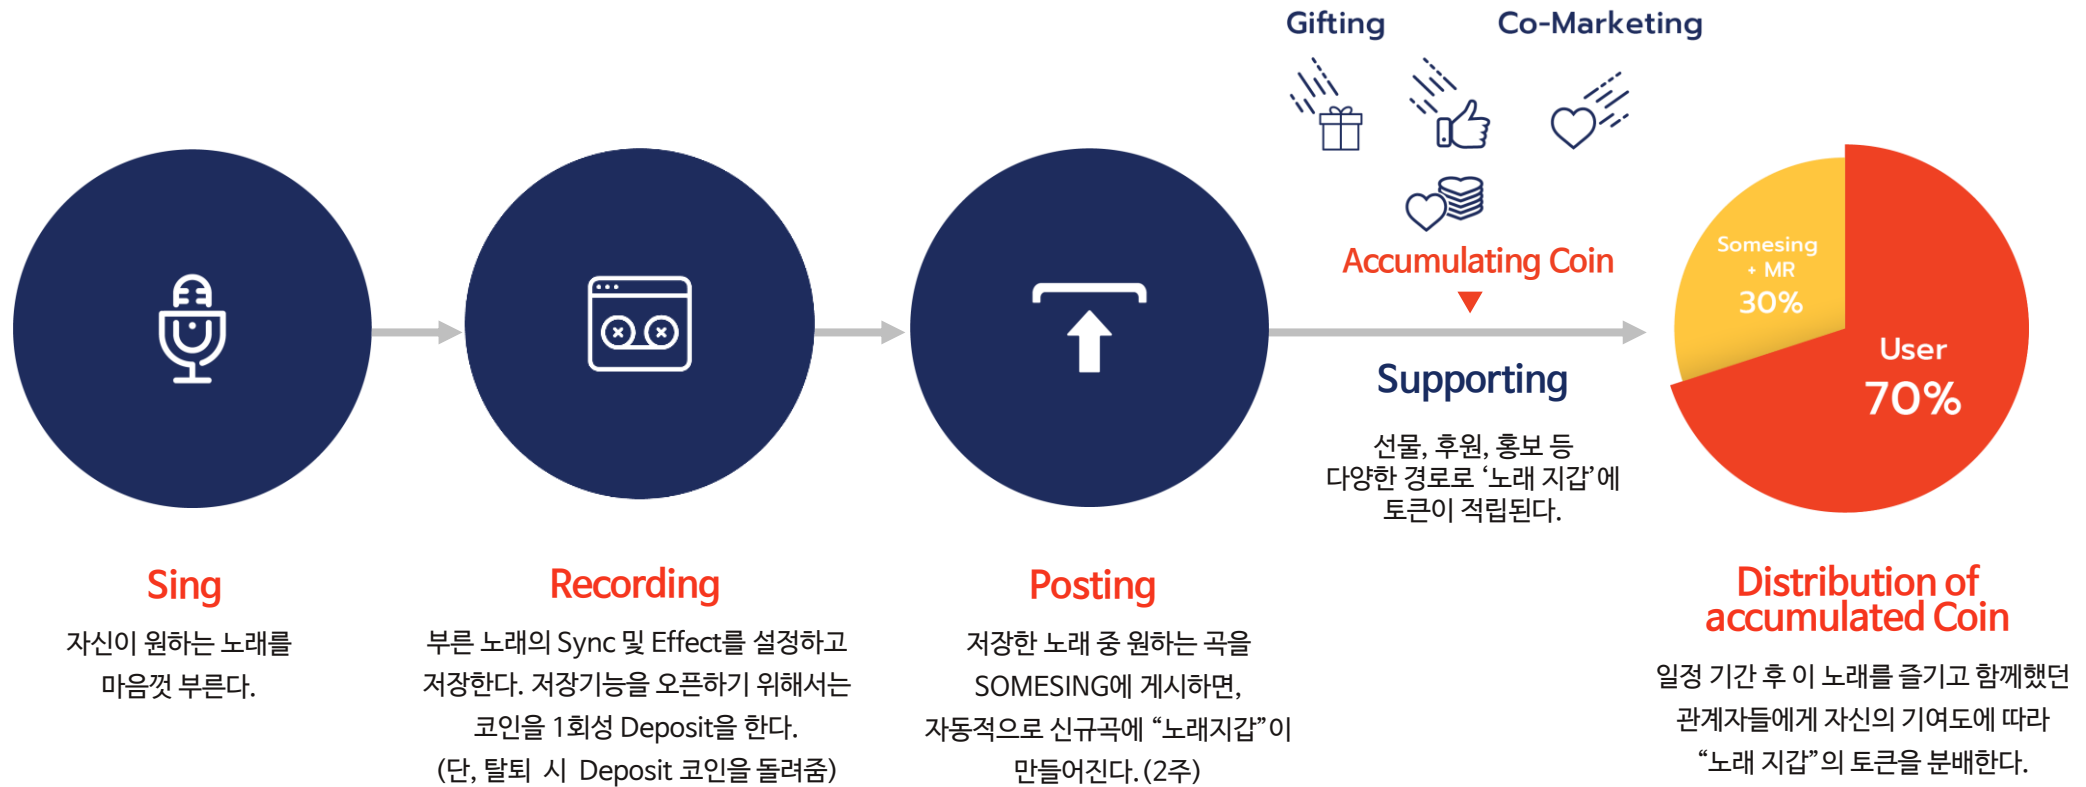 Gifting
Co-Marketing
Accumulating Coin
Somesing
+ MR
30%
User
70%
Supporting
선물, 후원, 홍보 등
다양한 경로로 ‘노래 지갑’에
토큰이 적립된다.
Sing
자신이 원하는 노래를
마음껏 부른다.
Recording
부른 노래의 Sync 및 Effect를 설정하고
저장한다. 저장기능을 오픈하기 위해서는
코인을 1회성 Deposit을 한다.
(단, 탈퇴 시 Deposit 코인을 돌려줌)
Posting
저장한 노래 중 원하는 곡을
SOMESING에 게시하면,
자동적으로 신규곡에 “노래지갑”이
만들어진다. (2주)
Distribution of
accumulated Coin
일정 기간 후 이 노래를 즐기고 함께했던
관계자들에게 자신의 기여도에 따라
“노래 지갑”의 토큰을 분배한다.